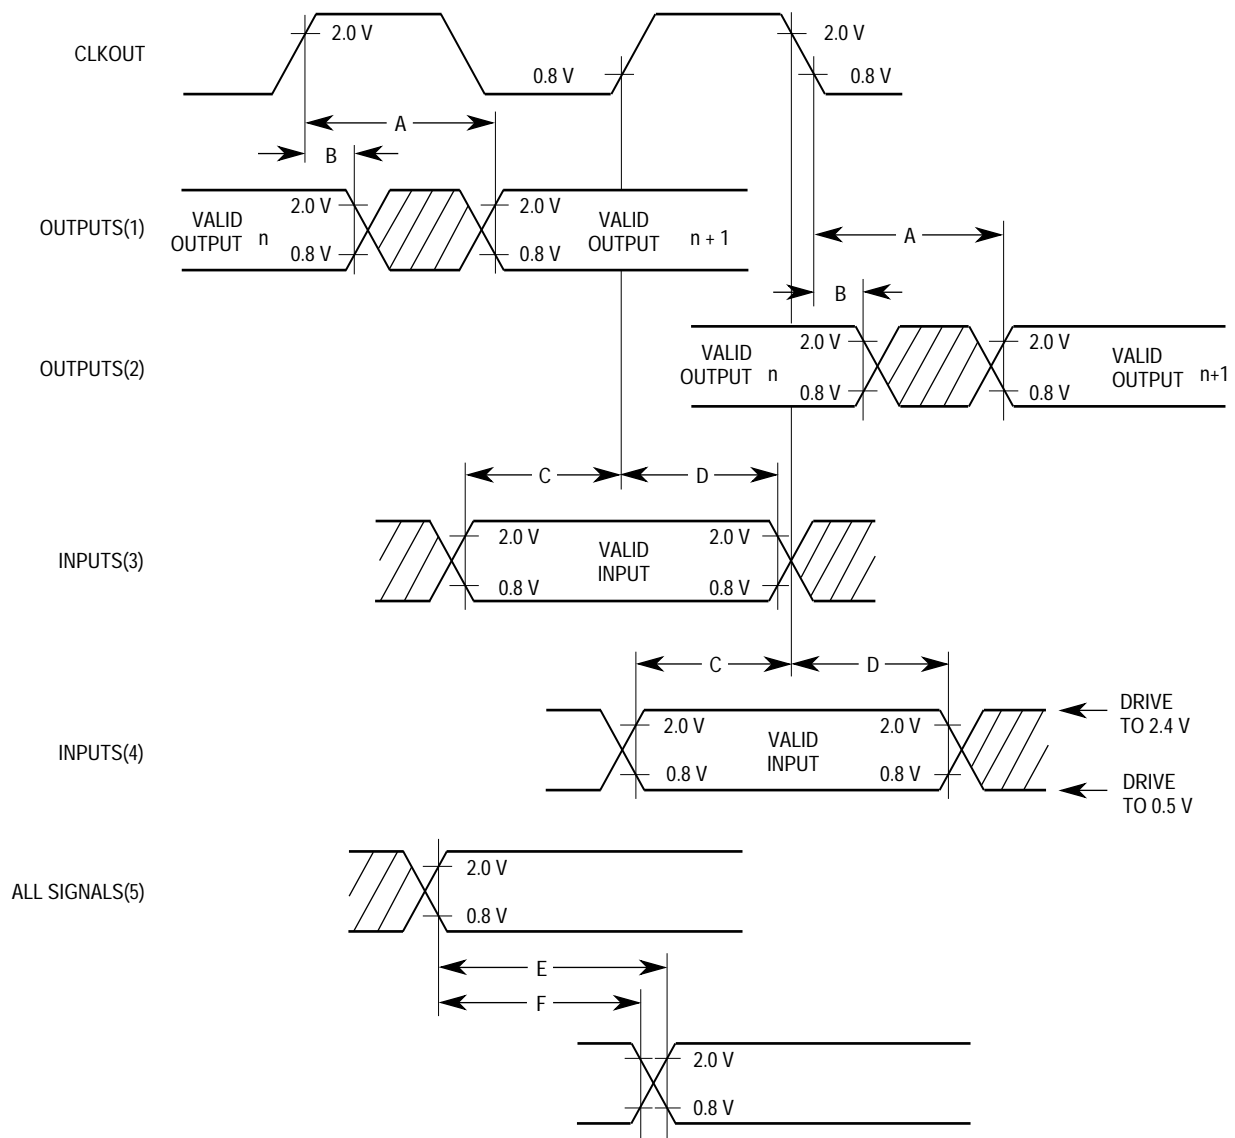 CLKOUT
2.0 V
0.8 V
2.0 V
0.8 V
A
B
OUTPUTS(1)
VALID
OUTPUT n
2.0 V
0.8 V
2.0 V
0.8 V
VALID
OUTPUT n + 1
A
B
OUTPUTS(2)
VALID
OUTPUT n
2.0 V
0.8 V
2.0 V
0.8 V
VALID
OUTPUT n+1
C
D
INPUTS(3)
2.0 V
0.8 V
VALID
INPUT
2.0 V
0.8 V
C
D
INPUTS(4)
2.0 V
0.8 V
VALID
INPUT
2.0 V
0.8 V
DRIVE
TO 2.4 V
DRIVE
TO 0.5 V
ALL SIGNALS(5)
2.0 V
0.8 V
E
F
2.0 V
0.8 V